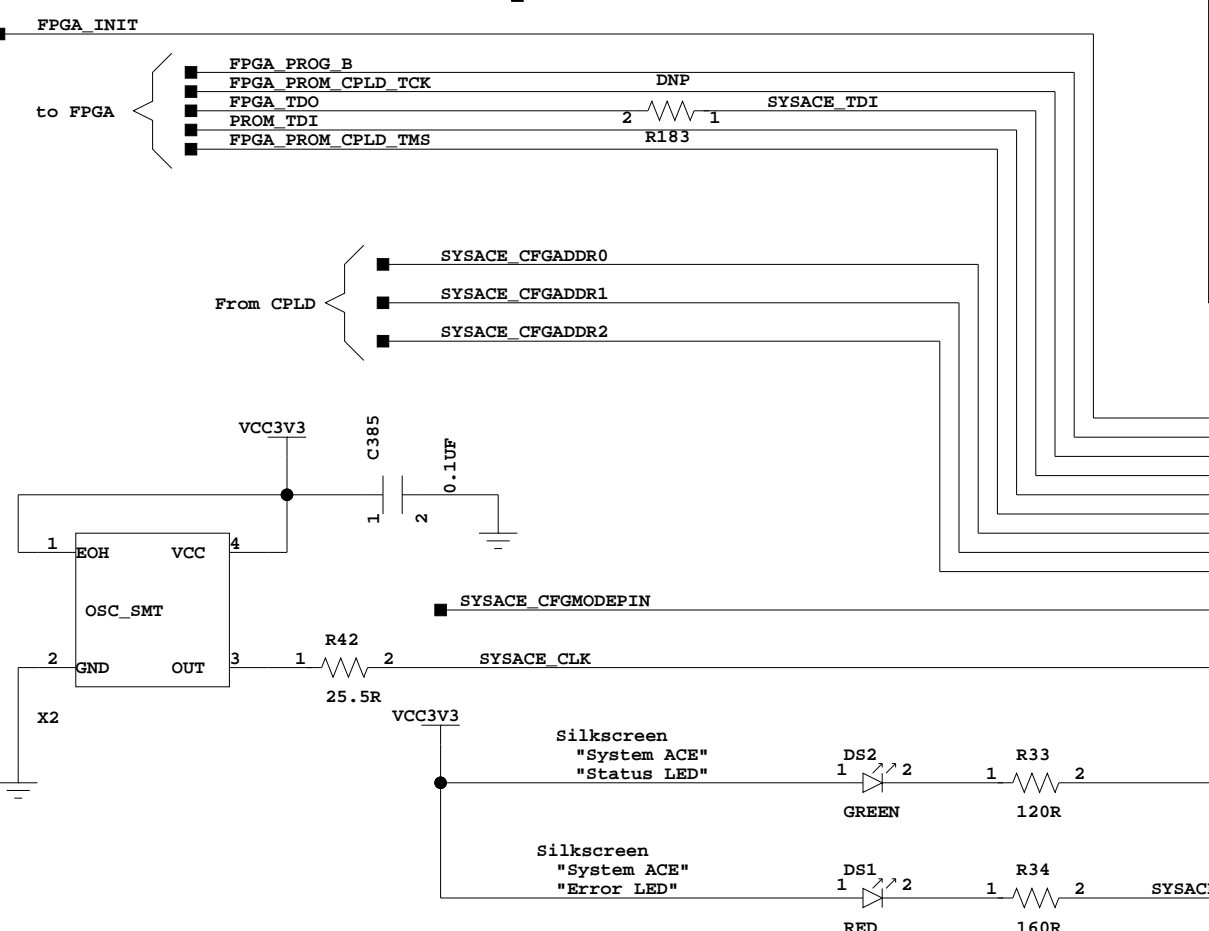 FPGA_INIT
FPGA_PROG_B
FPGA_PROM_CPLD_TCK
DNP
to FPGA
FPGA_TDO
2
1
SYSACE_TDI
PROM_TDI
R183
FPGA_PROM_CPLD_TMS
SYSACE_CFGADDR0
From CPLD
SYSACE_CFGADDR1
SYSACE_CFGADDR2
VCC3V3
C385
0.1UF
1
2
1
EOH
VCC
4
OSC_SMT
SYSACE_CFGMODEPIN
2
GND
OUT
3
R42
1
2
25.5R
SYSACE_CLK
X2
VCC3V3
Silkscreen
"System ACE"
"Status LED"
DS2
1
2
GREEN
R33
1
2
120R
Silkscreen
"System ACE"
"Error LED"
DS1
1
2
RED
R34
1
2
160R
SYSAC